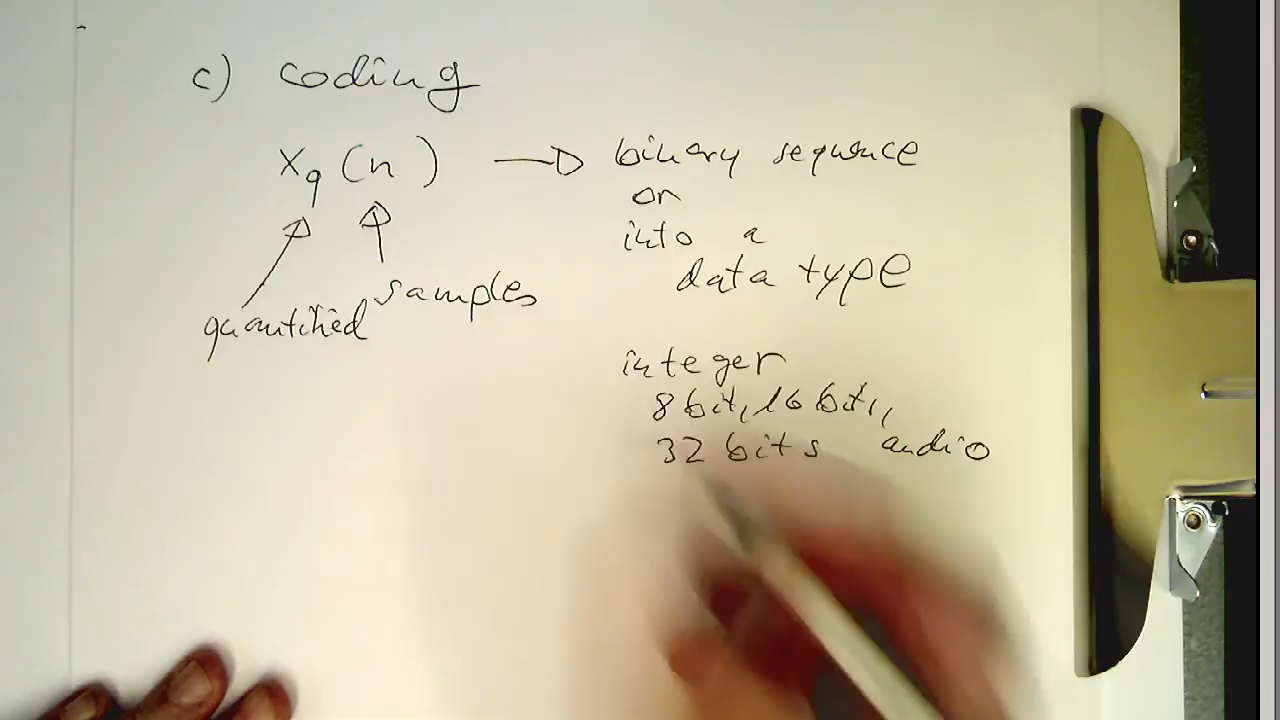 c) coding
xq (n) → binary sequence
or
into a
data type
samples
quantified
integer
8 bit, 16 bit,,
32 bits audio